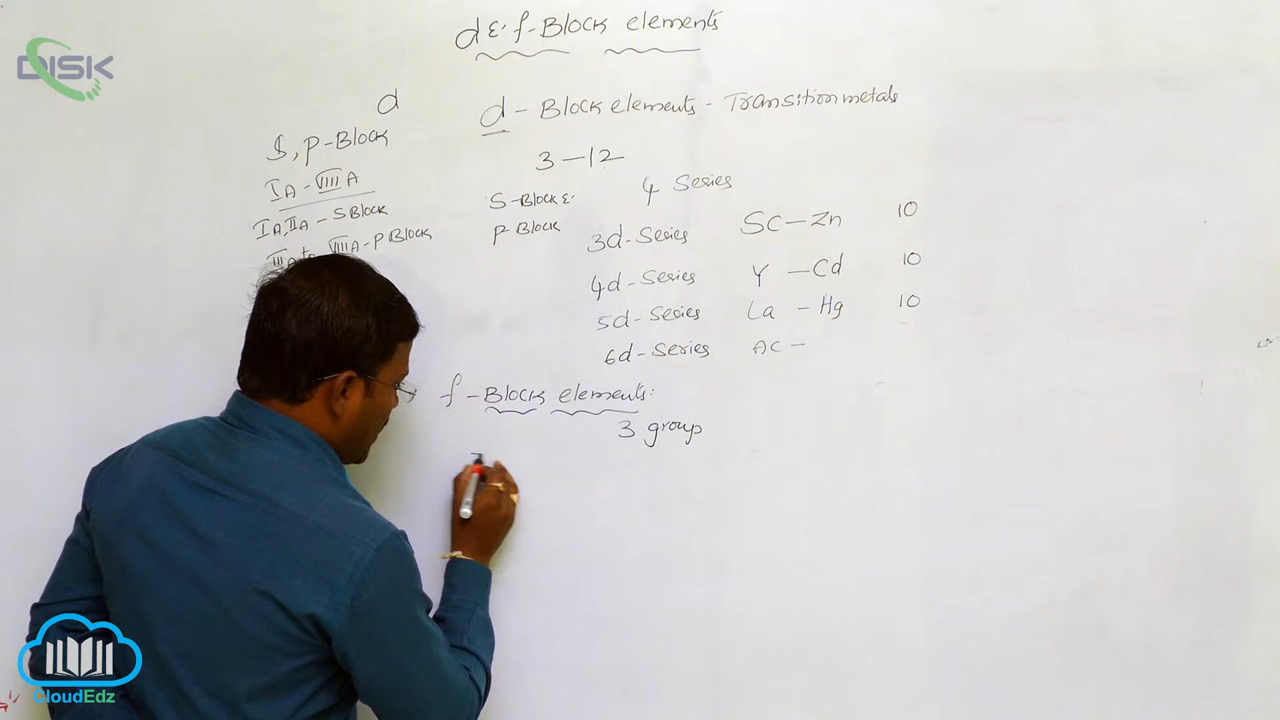 d & f-Block elements
DISK
d
d - Block elements - Transition metals
S, P-Block
3 - 12
IA - VIIIA
4 Series
S-Block &
P Block
IA, IIA - S Block
IIIA to VIIIA - P Block
3d-Series Sc - Zn 10
4d-Series Y - Cd 10
5d-Series La - Hg 10
6d-Series AC -
f - Block elements:
3 group
CloudEdz